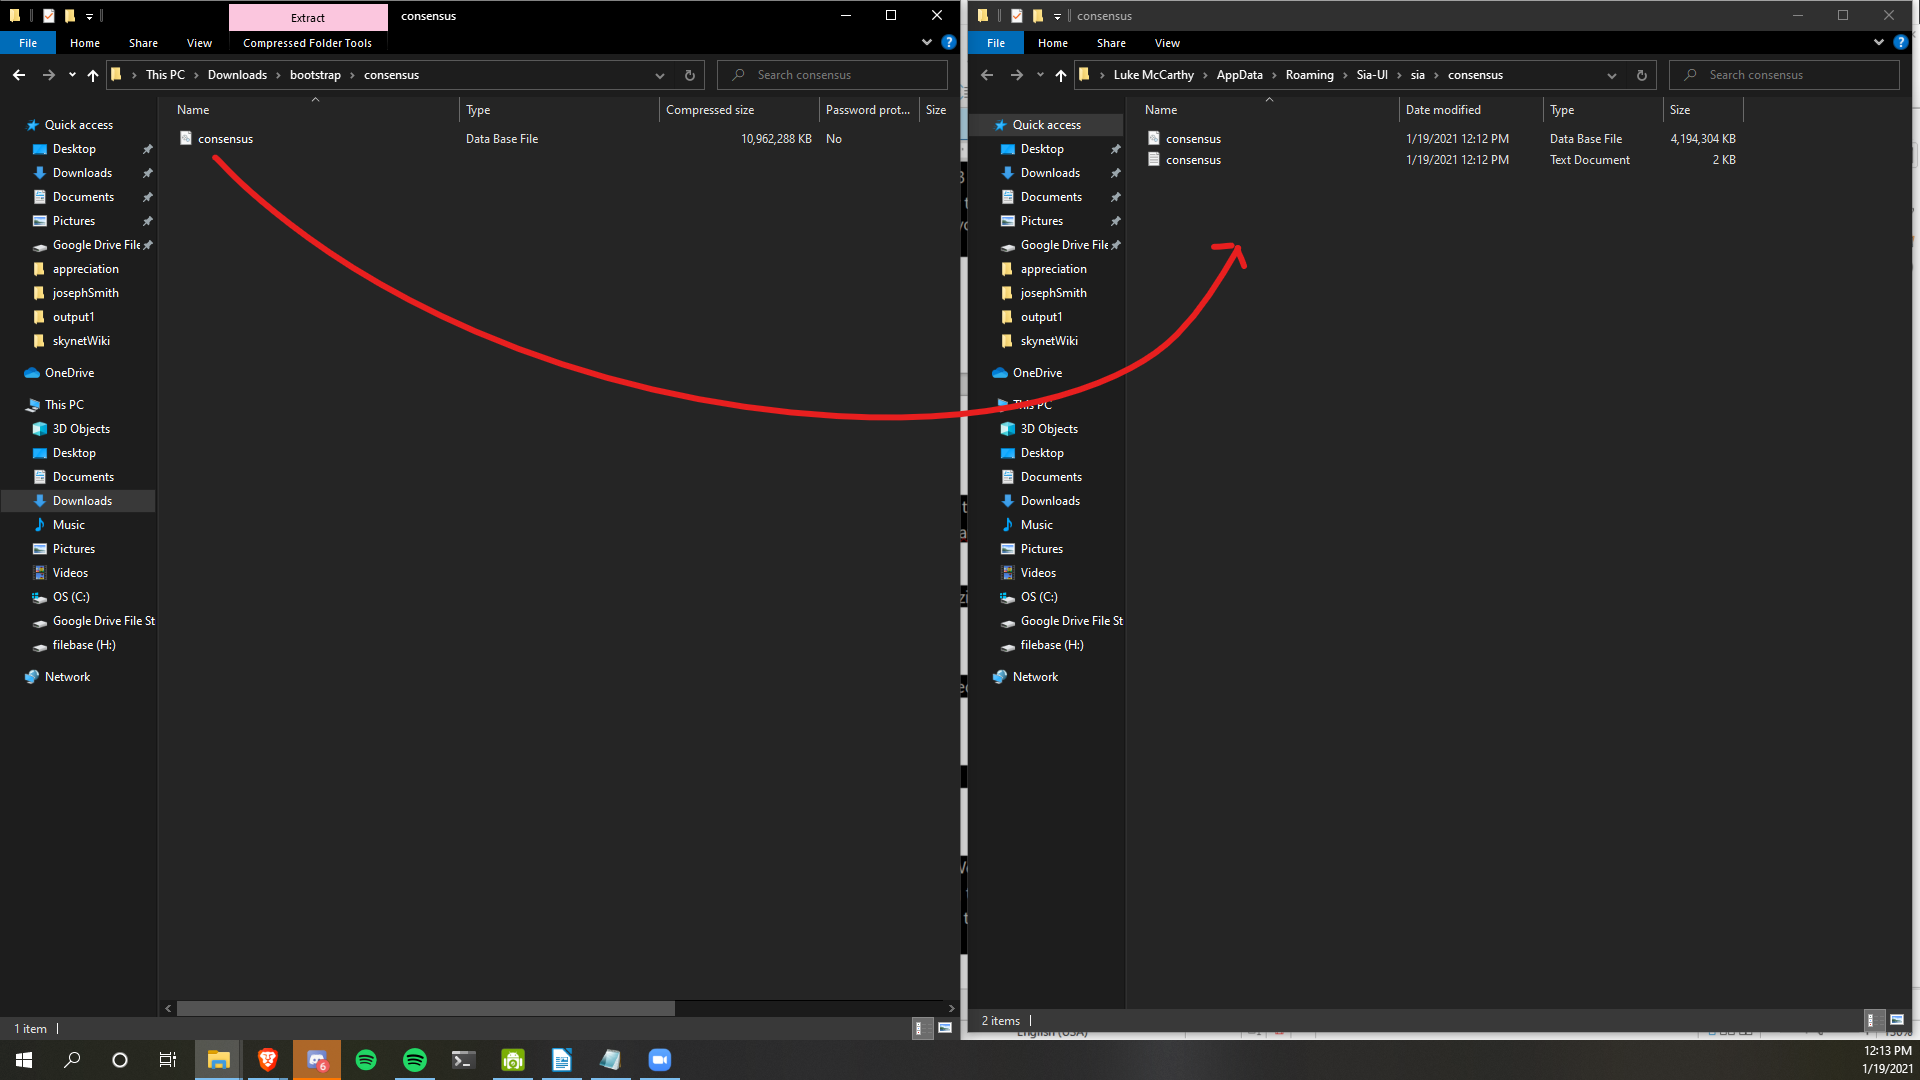 Extract
consensus
File
Home
Share
View
Compressed Folder Tools
This PC > Downloads > bootstrap > consensus
Search consensus
Name
Type
Compressed size
Password prot...
Size
consensus
Data Base File
10,962,288 KB
No
Quick access
Desktop
Downloads
Documents
Pictures
Google Drive File
appreciation
josephSmith
output1
skynetWiki
OneDrive
This PC
3D Objects
Desktop
Documents
Downloads
Music
Pictures
Videos
OS (C:)
Google Drive File St
filebase (H:)
Network
1 item
consensus
File
Home
Share
View
Luke McCarthy > AppData > Roaming > Sia-UI > sia > consensus
Search consensus
Name
Date modified
Type
Size
consensus
1/19/2021 12:12 PM
Data Base File
4,194,304 KB
consensus
1/19/2021 12:12 PM
Text Document
2 KB
Quick access
Desktop
Downloads
Documents
Pictures
Google Drive File
appreciation
josephSmith
output1
skynetWiki
OneDrive
This PC
3D Objects
Desktop
Documents
Downloads
Music
Pictures
Videos
OS (C:)
Google Drive File St
filebase (H:)
Network
2 items
English (USA)
6
12:13 PM
1/19/2021